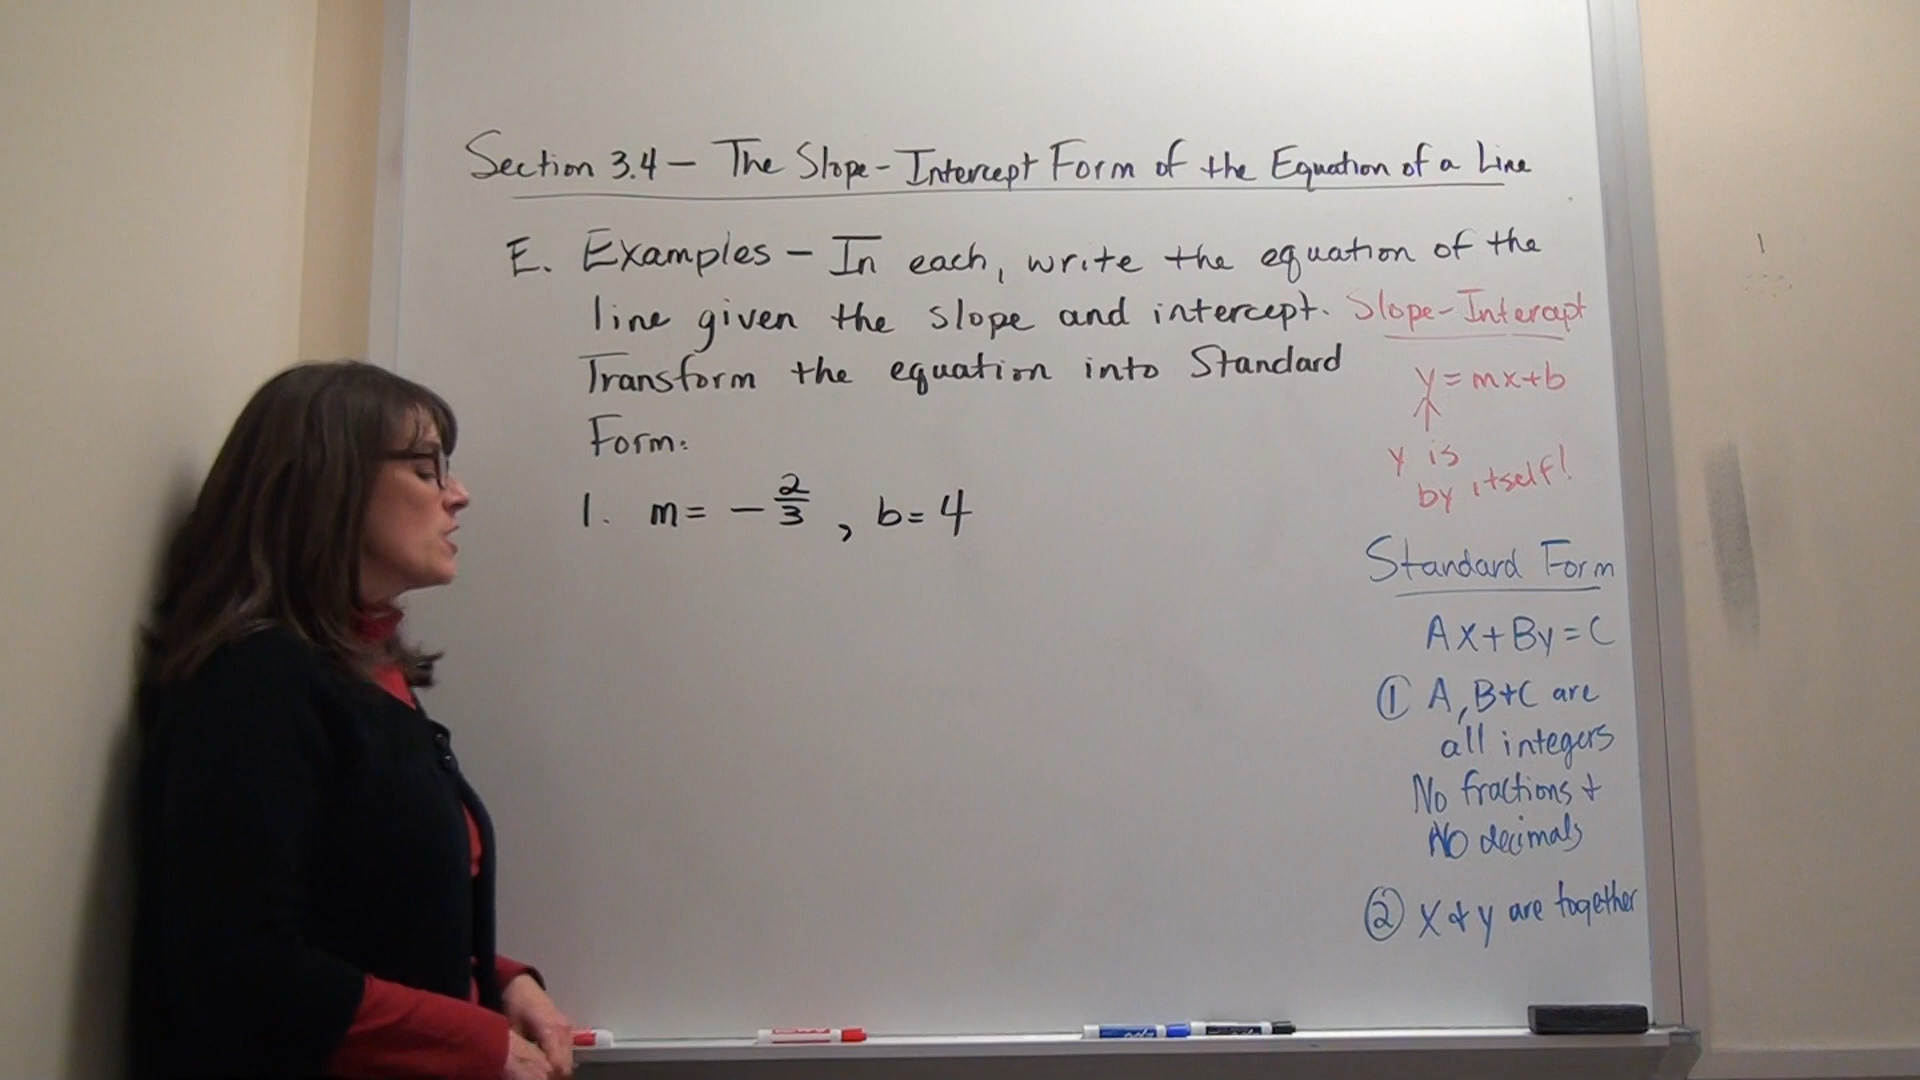 Section 3.4 – The Slope-Intercept Form of the Equation of a Line
E. Examples – In each, write the equation of the
line given the slope and intercept.
Transform the equation into Standard
Form:
1. m= -2/3, b=4
Slope-Intercept
y=mx+b
y is
by itself!
Standard Form
Ax+By=C
① A, B+C are
all integers
No fractions +
No decimals
② x & y are together